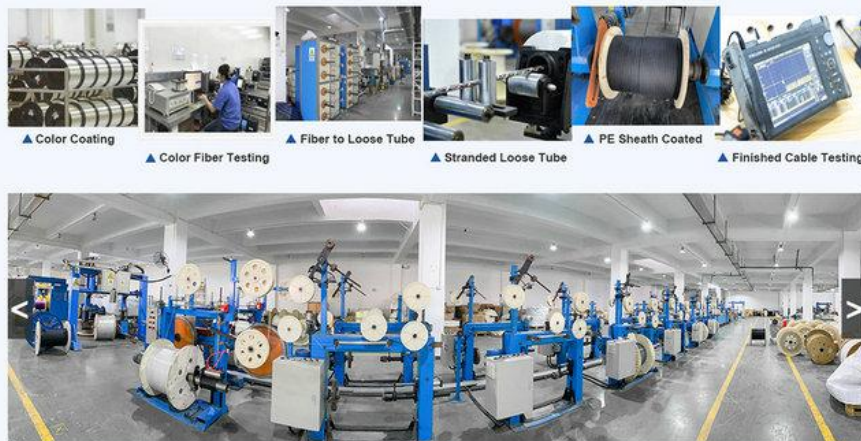 ▲ Color Coating
▲ Color Fiber Testing
▲ Fiber to Loose Tube
▲ Stranded Loose Tube
▲ PE Sheath Coated
▲ Finished Cable Testing